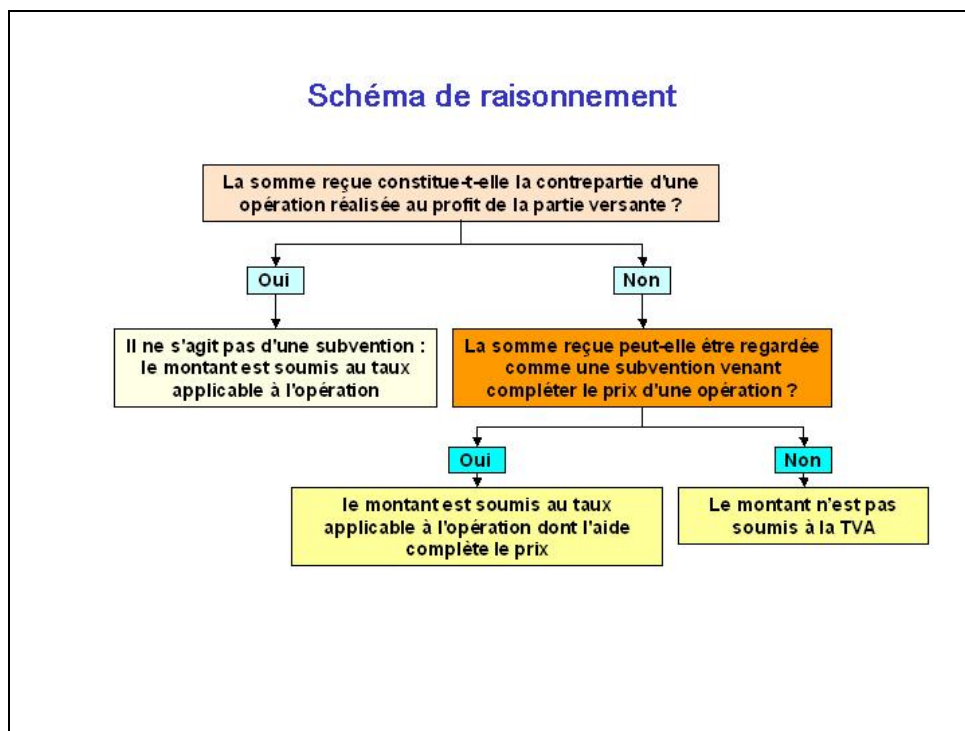 Schéma de raisonnement
La somme reçue constitue-t-elle la contrepartie d'une
opération réalisée au profit de la partie versante ?
Oui
Non
Il ne s'agit pas d'une subvention :
le montant est soumis au taux
applicable à l'opération
La somme reçue peut-elle être regardée
comme une subvention venant
compléter le prix d'une opération ?
Oui
Non
le montant est soumis au taux
applicable à l'opération dont l'aide
complète le prix
Le montant n'est pas
soumis à la TVA